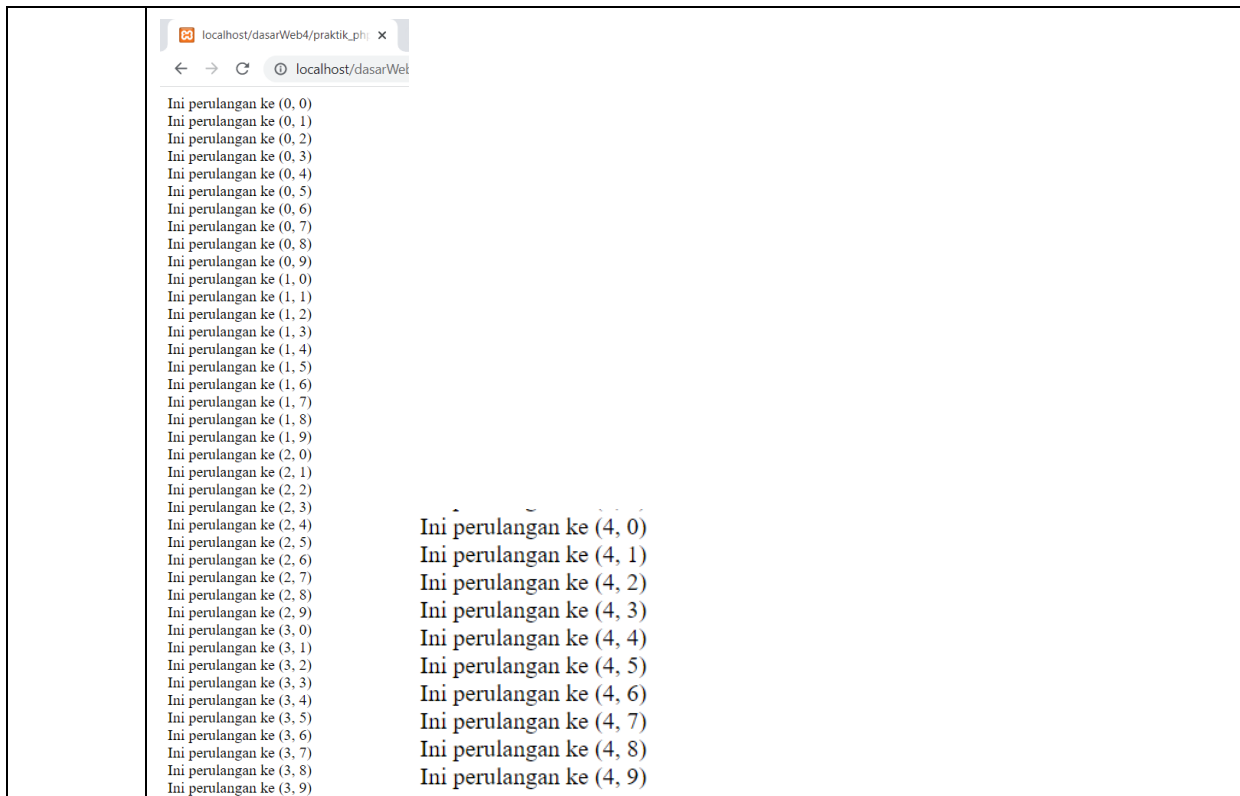 localhost/dasarWeb4/praktik_php
localhost/dasarWeb
Ini perulangan ke (0, 0)
Ini perulangan ke (0, 1)
Ini perulangan ke (0, 2)
Ini perulangan ke (0, 3)
Ini perulangan ke (0, 4)
Ini perulangan ke (0, 5)
Ini perulangan ke (0, 6)
Ini perulangan ke (0, 7)
Ini perulangan ke (0, 8)
Ini perulangan ke (0, 9)
Ini perulangan ke (1, 0)
Ini perulangan ke (1, 1)
Ini perulangan ke (1, 2)
Ini perulangan ke (1, 3)
Ini perulangan ke (1, 4)
Ini perulangan ke (1, 5)
Ini perulangan ke (1, 6)
Ini perulangan ke (1, 7)
Ini perulangan ke (1, 8)
Ini perulangan ke (1, 9)
Ini perulangan ke (2, 0)
Ini perulangan ke (2, 1)
Ini perulangan ke (2, 2)
Ini perulangan ke (2, 3)
Ini perulangan ke (2, 4)
Ini perulangan ke (2, 5)
Ini perulangan ke (2, 6)
Ini perulangan ke (2, 7)
Ini perulangan ke (2, 8)
Ini perulangan ke (2, 9)
Ini perulangan ke (3, 0)
Ini perulangan ke (3, 1)
Ini perulangan ke (3, 2)
Ini perulangan ke (3, 3)
Ini perulangan ke (3, 4)
Ini perulangan ke (3, 5)
Ini perulangan ke (3, 6)
Ini perulangan ke (3, 7)
Ini perulangan ke (3, 8)
Ini perulangan ke (3, 9)
Ini perulangan ke (4, 0)
Ini perulangan ke (4, 1)
Ini perulangan ke (4, 2)
Ini perulangan ke (4, 3)
Ini perulangan ke (4, 4)
Ini perulangan ke (4, 5)
Ini perulangan ke (4, 6)
Ini perulangan ke (4, 7)
Ini perulangan ke (4, 8)
Ini perulangan ke (4, 9)